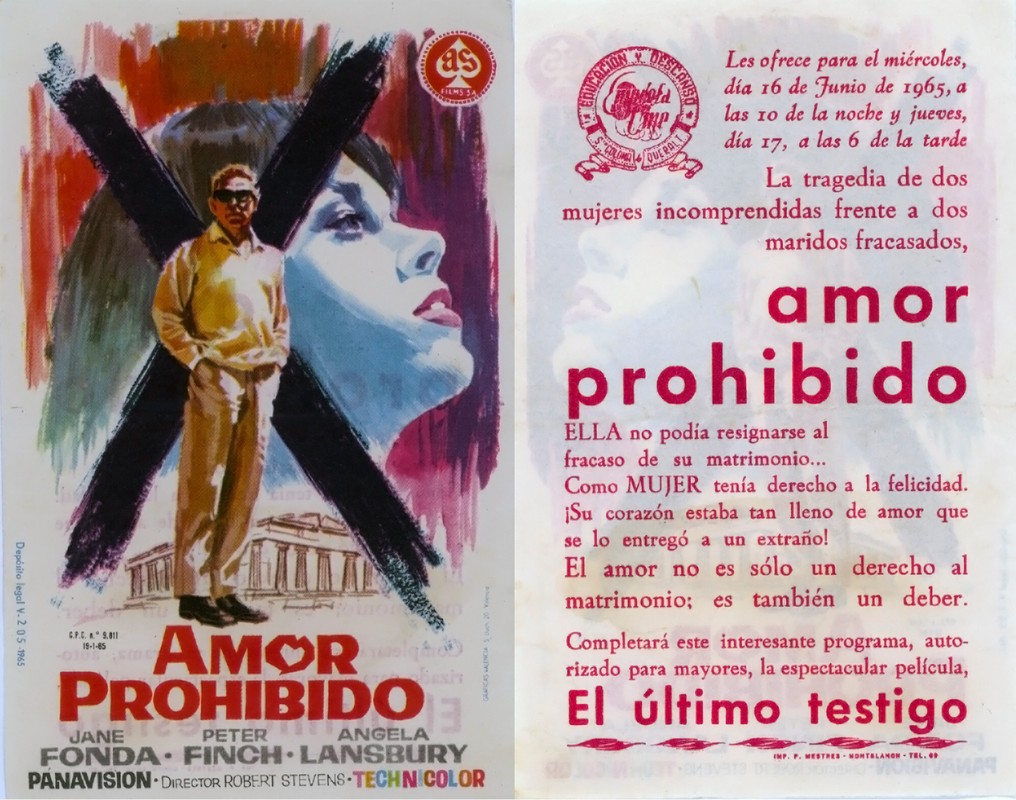 as
FILMS S.A.
Depósito legal V. 205-1965
C.P.C. n.º 9.811
19-1-65
AMOR
PROHIBIDO
JANE PETER ANGELA
FONDA · FINCH · LANSBURY
PANAVISION · DIRECTOR ROBERT STEVENS · TECHNICOLOR
EDUCACION Y DESCANSO
Les ofrece para el miércoles,
día 16 de Junio de 1965, a
las 10 de la noche y jueves,
día 17, a las 6 de la tarde
La tragedia de dos
mujeres incomprendidas frente a dos
maridos fracasados,
amor
prohibido
ELLA no podía resignarse al
fracaso de su matrimonio...
Como MUJER tenía derecho a la felicidad.
¡Su corazón estaba tan lleno de amor que
se lo entregó a un extraño!
El amor no es sólo un derecho al
matrimonio; es también un deber.
Completará este interesante programa, auto-
rizado para mayores, la espectacular película,
El último testigo
IMP. P. MESTRES - MONTALAMON - TEL. 69